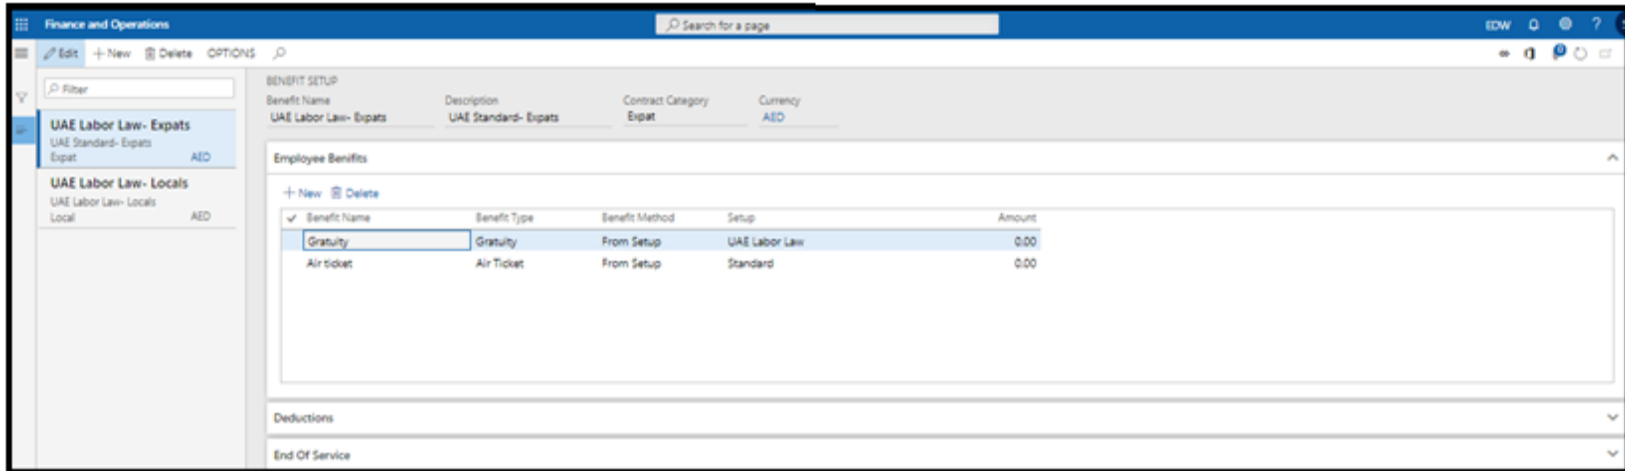 Finance and Operations
Search for a page
EDW
?
Edit
New
Delete
OPTIONS
0
Filter
UAE Labor Law- Expats
UAE Standard- Expats
Expat AED
UAE Labor Law- Locals
UAE Labor Law- Locals
Local AED
BENEFIT SETUP
Benefit Name Description Contract Category Currency
UAE Labor Law- Expats UAE Standard- Expats Expat AED
Employee Benifits
New Delete
Benefit Name Benefit Type Benefit Method Setup Amount
Gratuity Gratuity From Setup UAE Labor Law 0.00
Air ticket Air Ticket From Setup Standard 0.00
Deductions
End Of Service